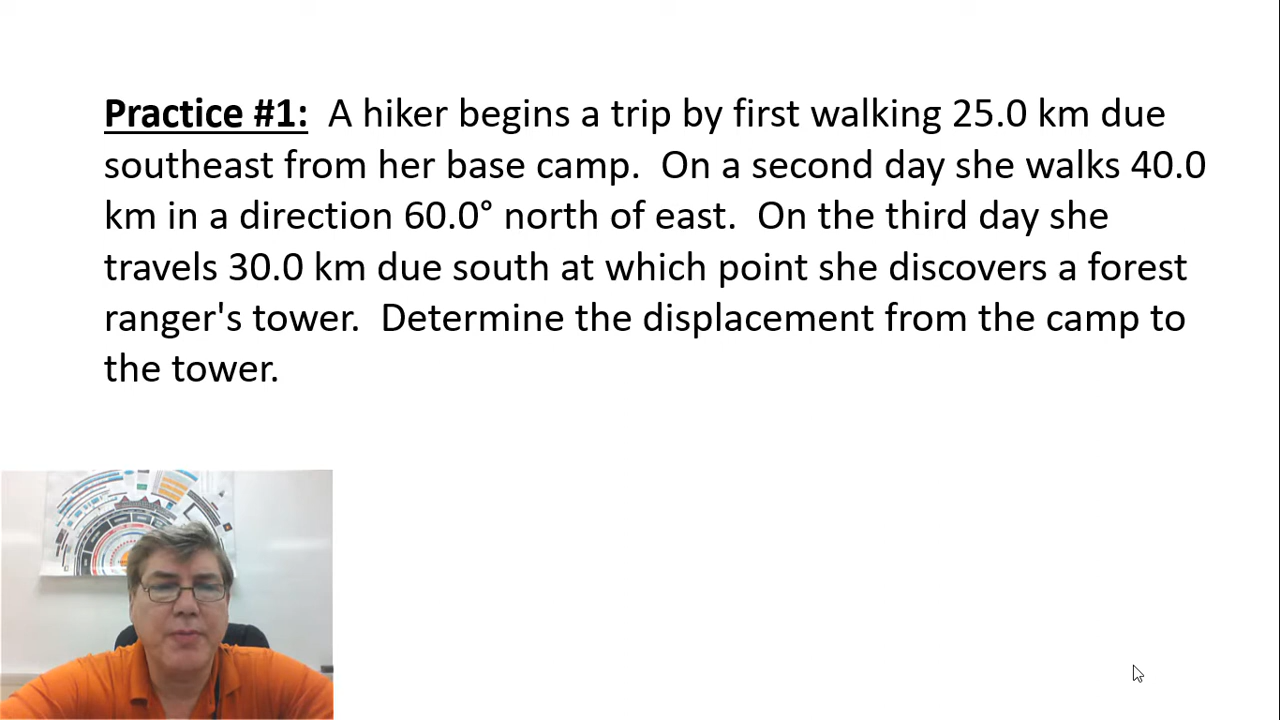 Practice #1:  A hiker begins a trip by first walking 25.0 km due
southeast from her base camp.  On a second day she walks 40.0
km in a direction 60.0° north of east.  On the third day she
travels 30.0 km due south at which point she discovers a forest
ranger's tower.  Determine the displacement from the camp to
the tower.